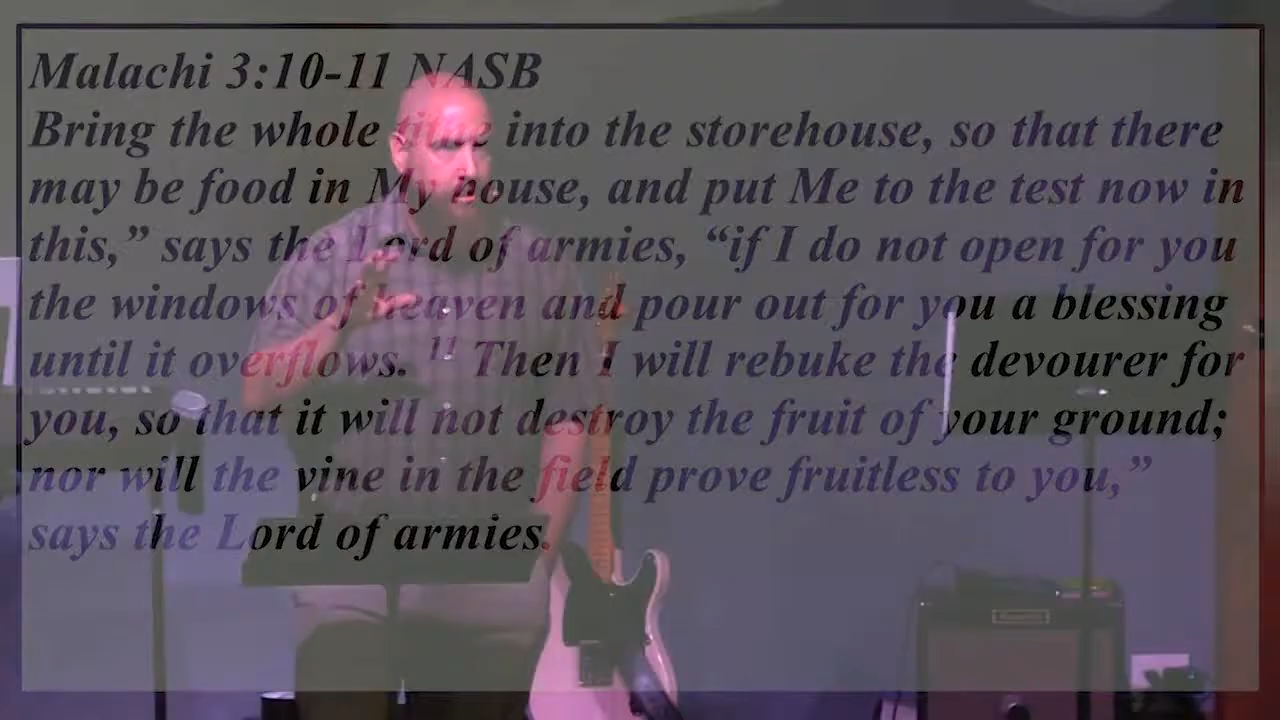 Malachi 3:10-11 NASB
Bring the whole tithe into the storehouse, so that there
may be food in My house, and put Me to the test now in
this,” says the Lord of armies, “if I do not open for you
the windows of heaven and pour out for you a blessing
until it overflows. 11 Then I will rebuke the devourer for
you, so that it will not destroy the fruit of your ground;
nor will the vine in the field prove fruitless to you,”
says the Lord of armies.